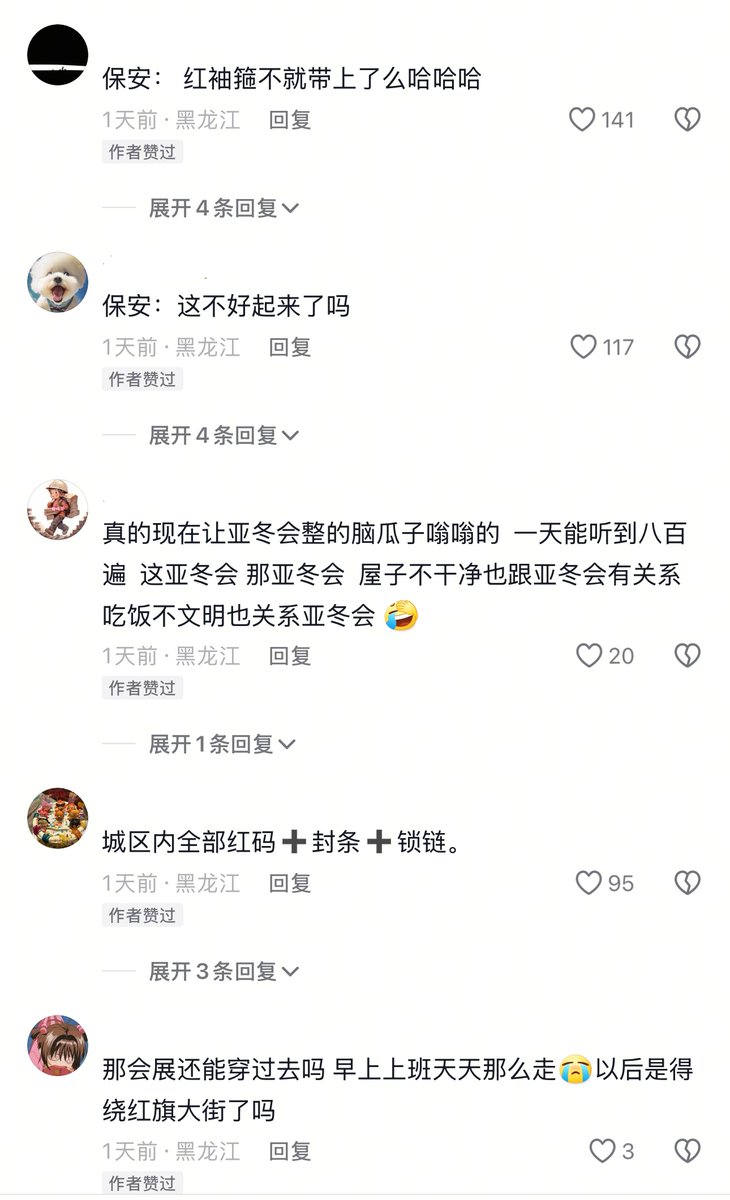 保安： 红袖箍不就带上了么哈哈哈
1天前 · 黑龙江 回复 141
作者赞过
展开4条回复
保安：这不好起来了吗
1天前 · 黑龙江 回复 117
作者赞过
展开4条回复
真的现在让亚冬会整的脑瓜子嗡嗡的 一天能听到八百
遍 这亚冬会 那亚冬会 屋子不干净也跟亚冬会有关系
吃饭不文明也关系亚冬会🤣
1天前 · 黑龙江 回复 20
作者赞过
展开1条回复
城区内全部红码➕封条➕锁链。
1天前 · 黑龙江 回复 95
作者赞过
展开3条回复
那会展还能穿过去吗 早上上班天天那么走😭以后是得
绕红旗大街了吗
1天前 · 黑龙江 回复 3
作者赞过